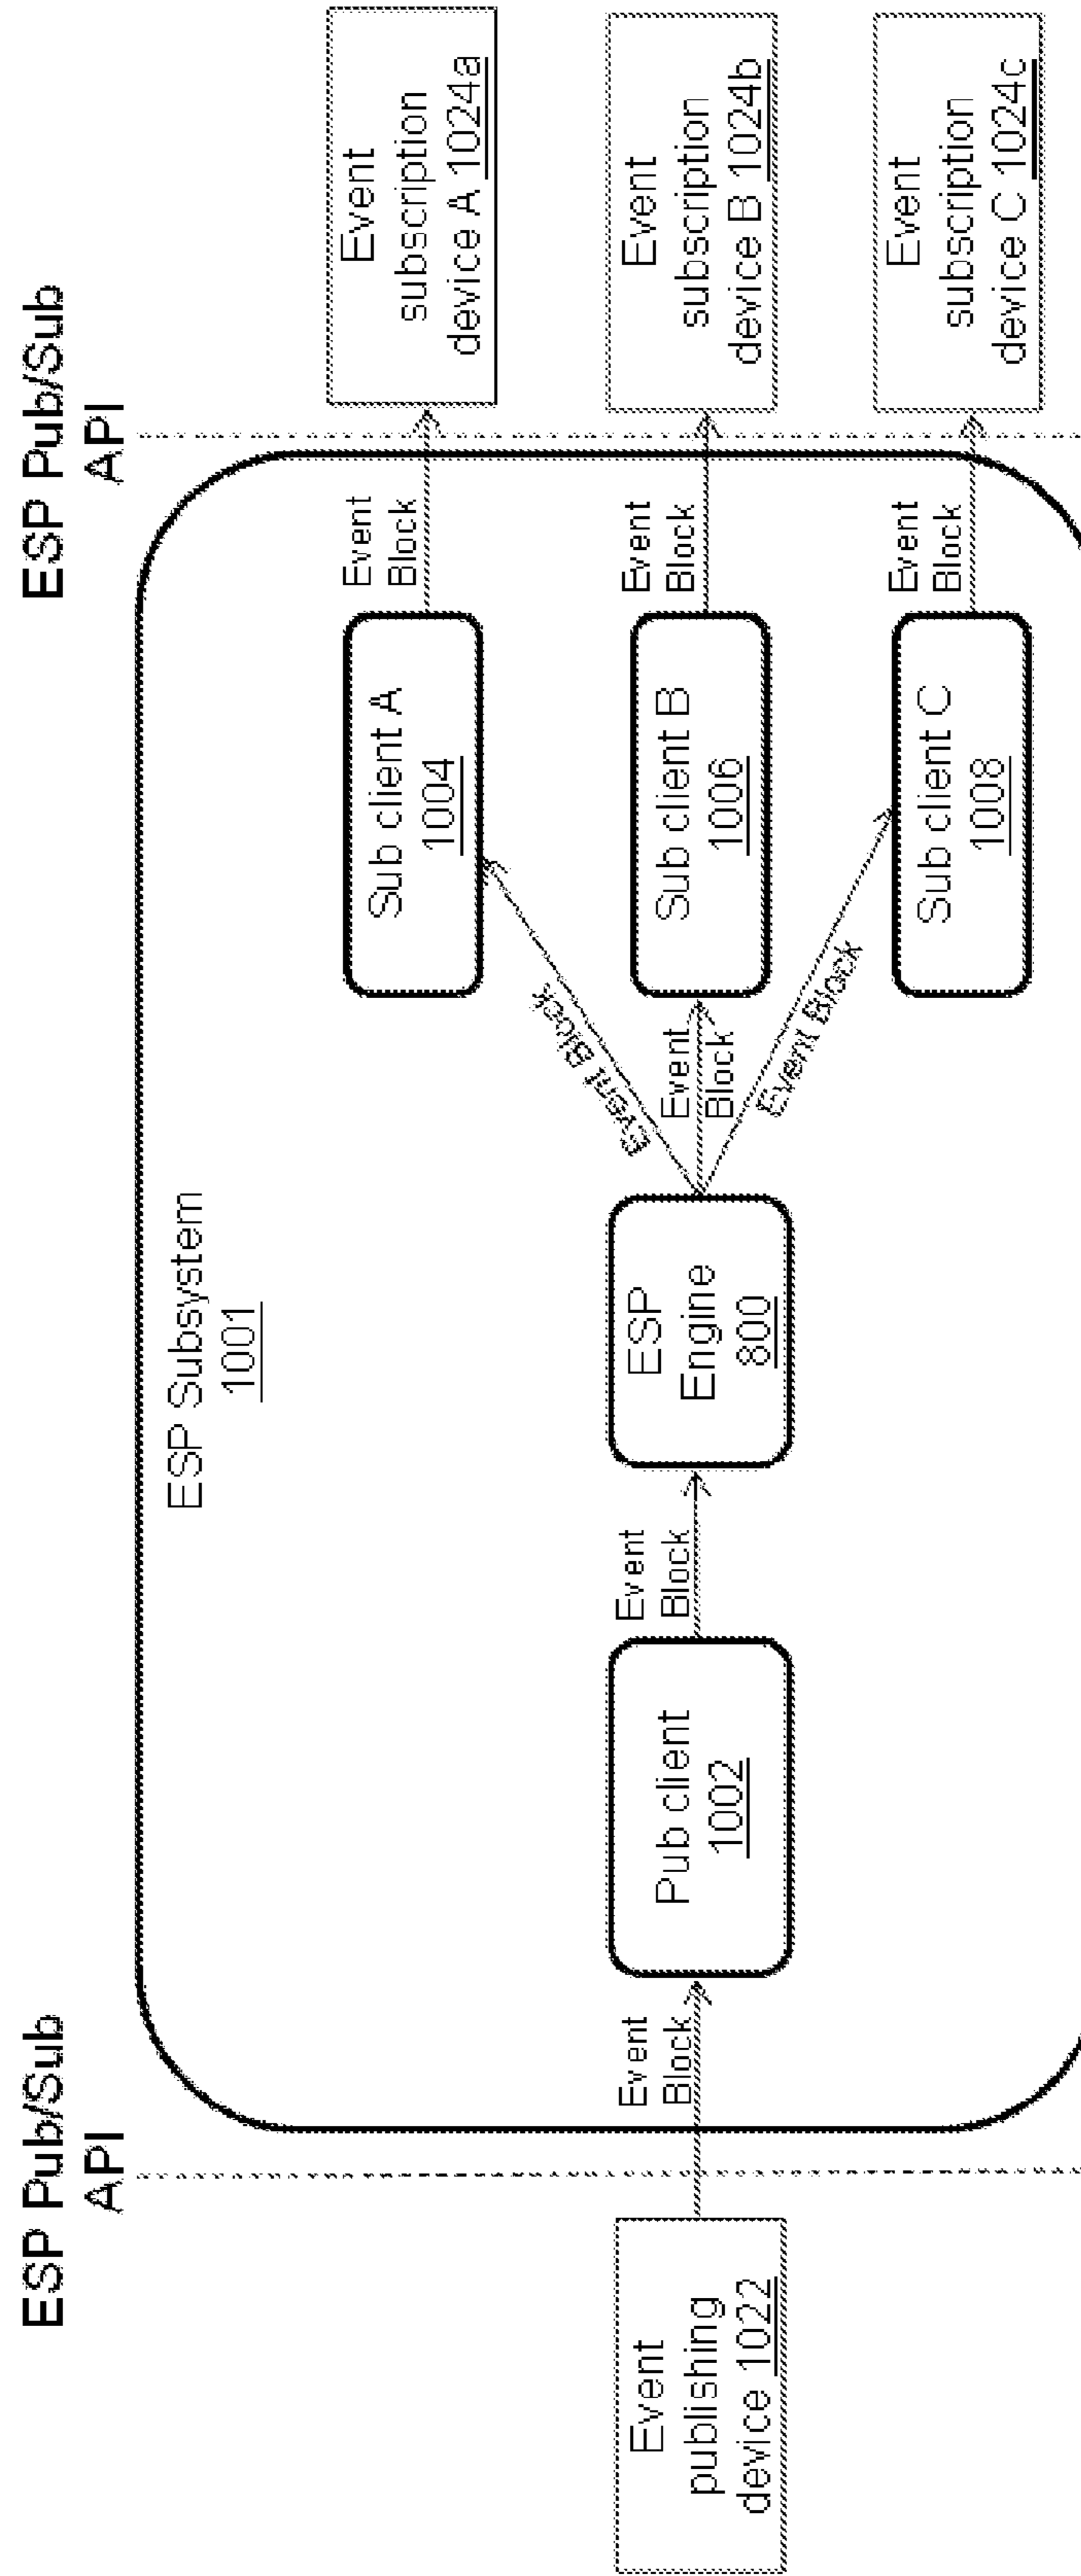 ESP Pub/Sub
API
ESP Pub/Sub
API
ESP Subsystem
1001
Event
publishing
device 1022
Event
Block
Pub client
1002
Event
Block
ESP
Engine
800
Event Block
Event
Block
Event Block
Sub client A
1004
Sub client B
1006
Sub client C
1008
Event
Block
Event
Block
Event
Block
Event
subscription
device A 1024a
Event
subscription
device B 1024b
Event
subscription
device C 1024c